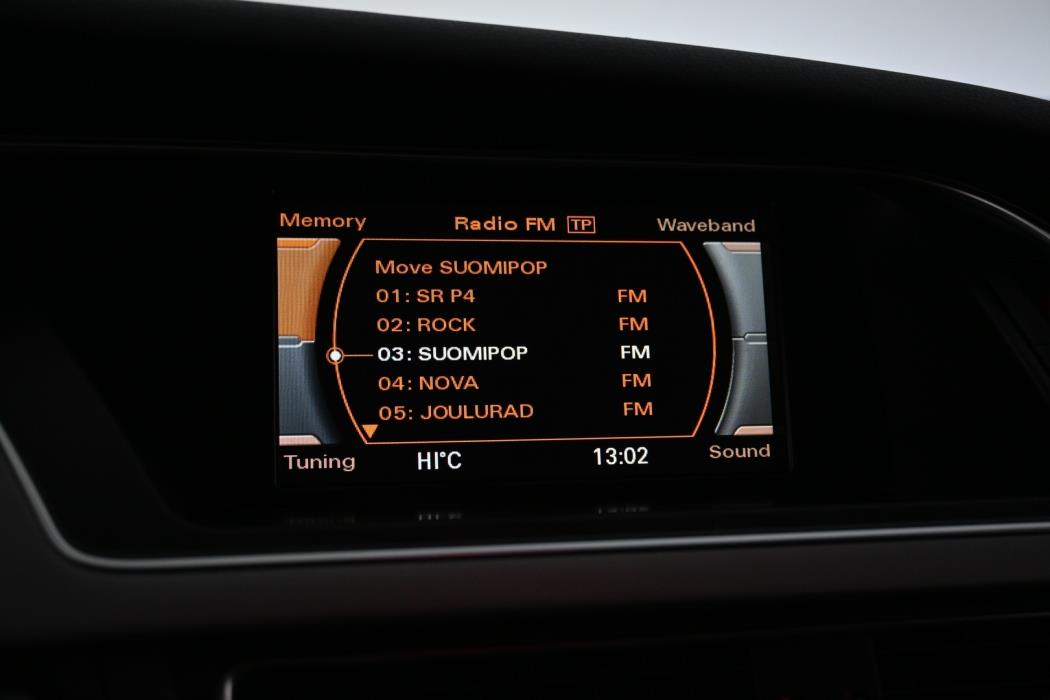 Memory Radio FM TP Waveband
Move SUOMIPOP
01: SR P4 FM
02: ROCK FM
03: SUOMIPOP FM
04: NOVA FM
05: JOULURAD FM
Tuning HI°C 13:02 Sound